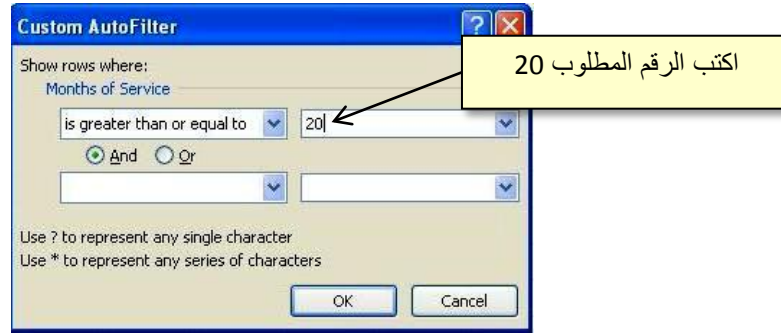 Custom AutoFilter
اكتب الرقم المطلوب 20
Show rows where:
Months of Service
is greater than or equal to 20
And Or
Use ? to represent any single character
Use * to represent any series of characters
OK Cancel